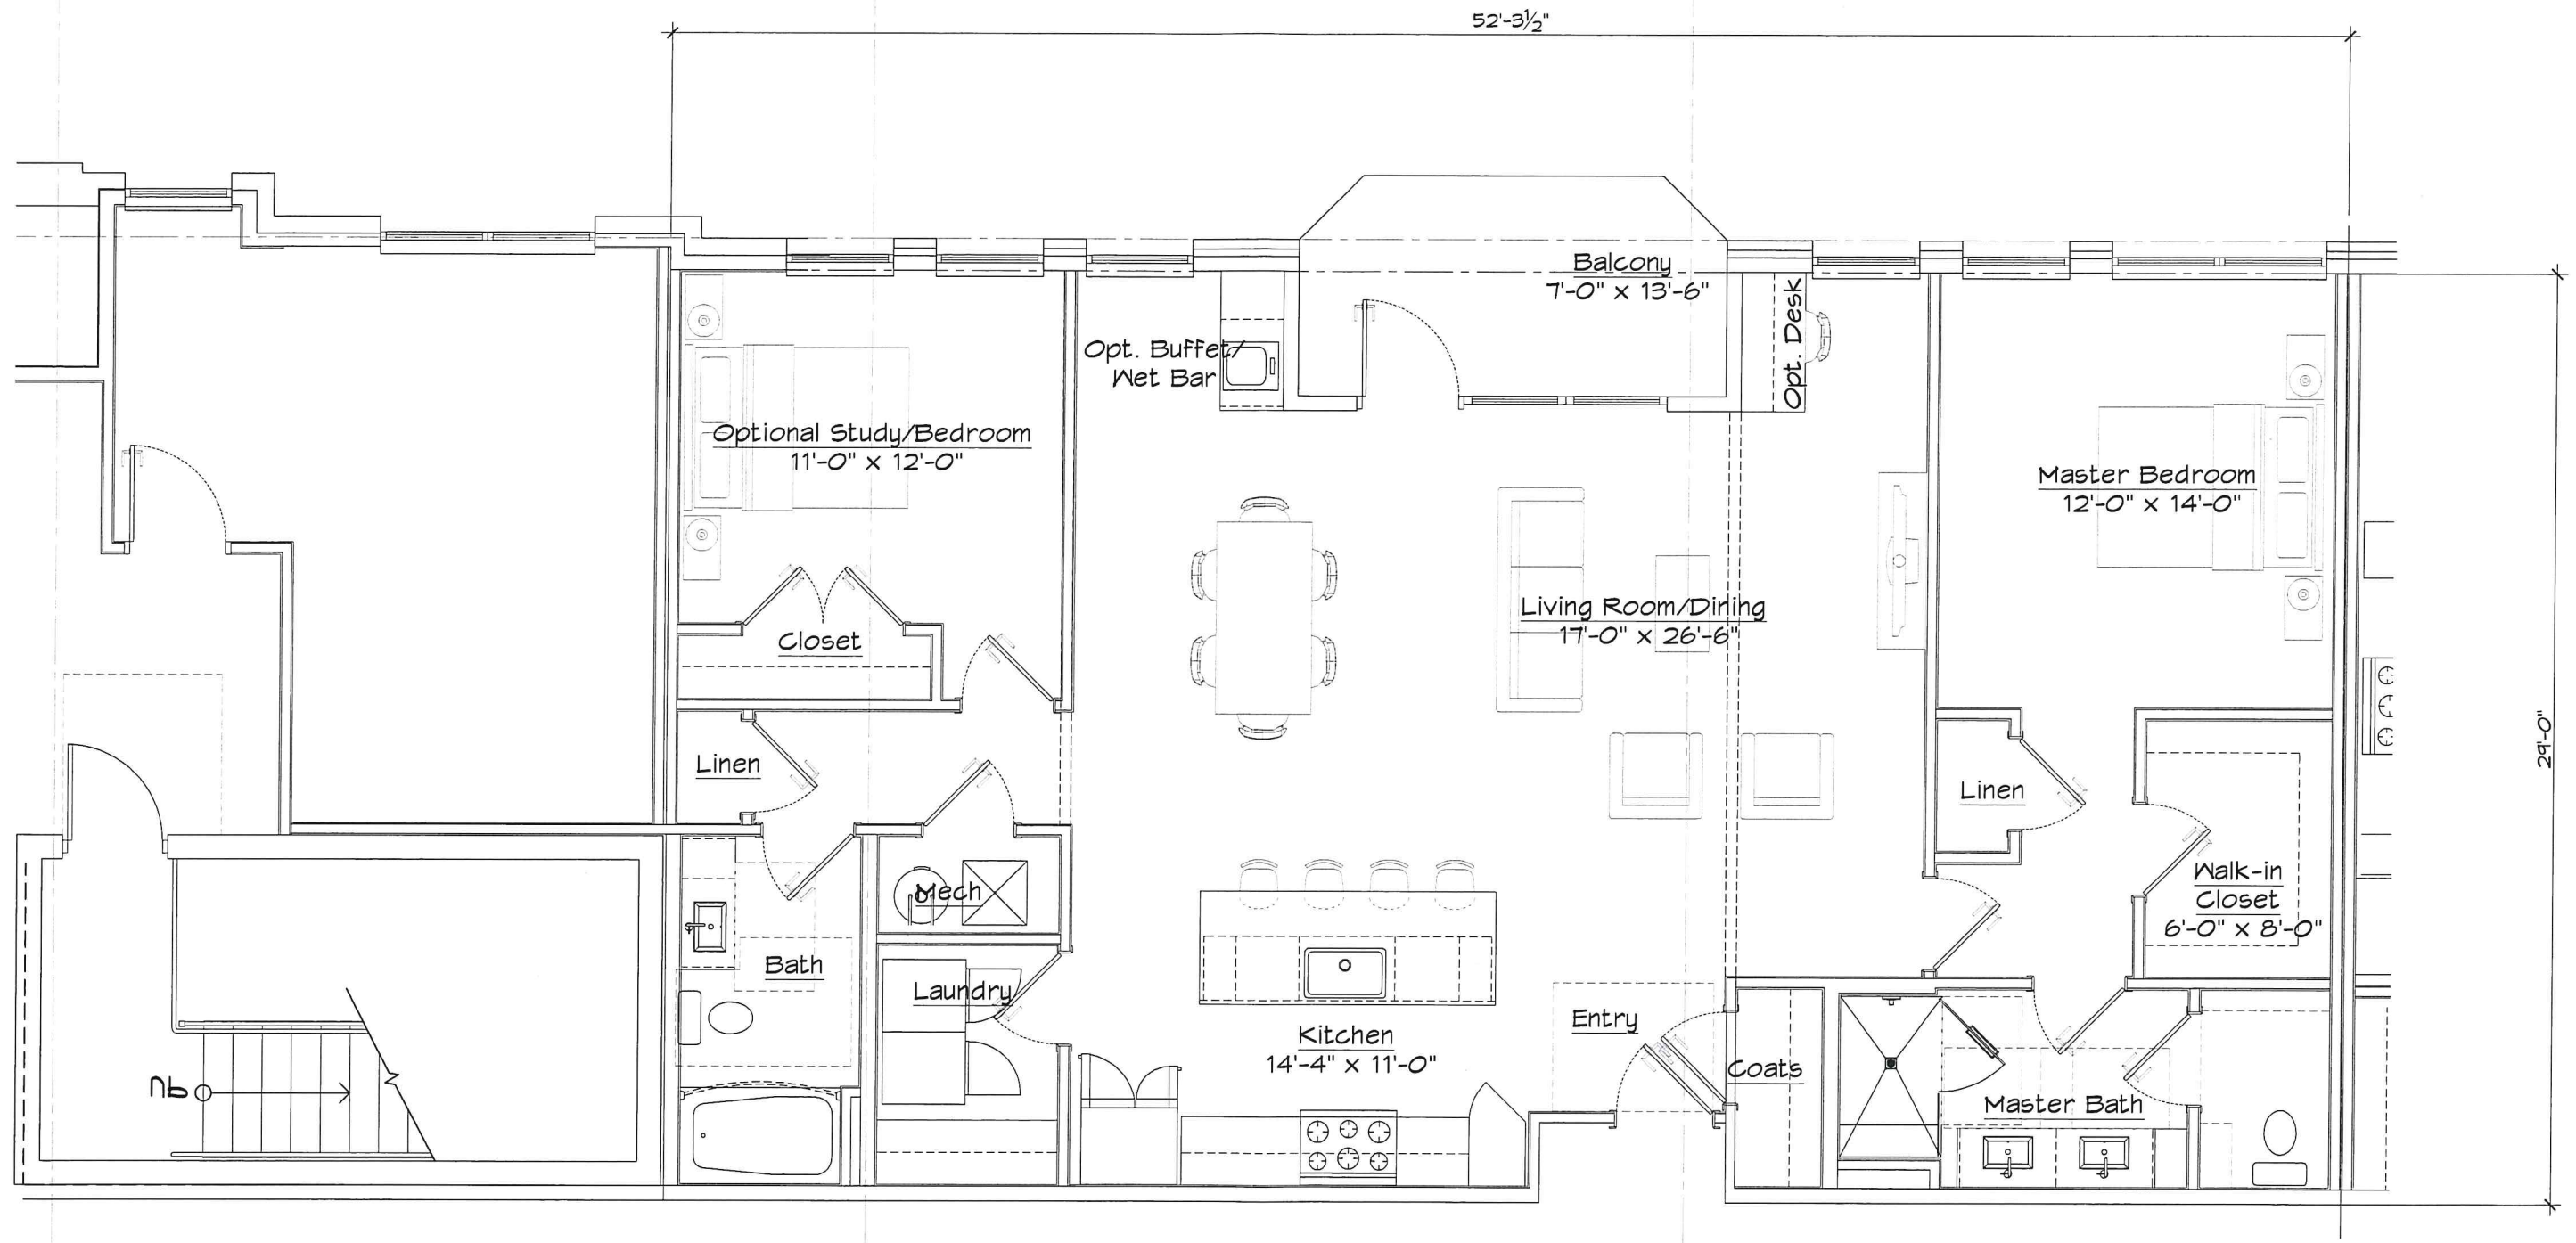 52'-3½"
Balcony
7'-0" x 13'-6"
Opt. Desk
Opt. Buffet/
Wet Bar
Optional Study/Bedroom
11'-0" x 12'-0"
Master Bedroom
12'-0" x 14'-0"
Living Room/Dining
17'-0" x 26'-6"
Closet
Linen
Linen
29'-0"
Walk-in
Closet
6'-0" x 8'-0"
Mech
Bath
Laundry
Entry
Kitchen
14'-4" x 11'-0"
Coats
Up
Master Bath